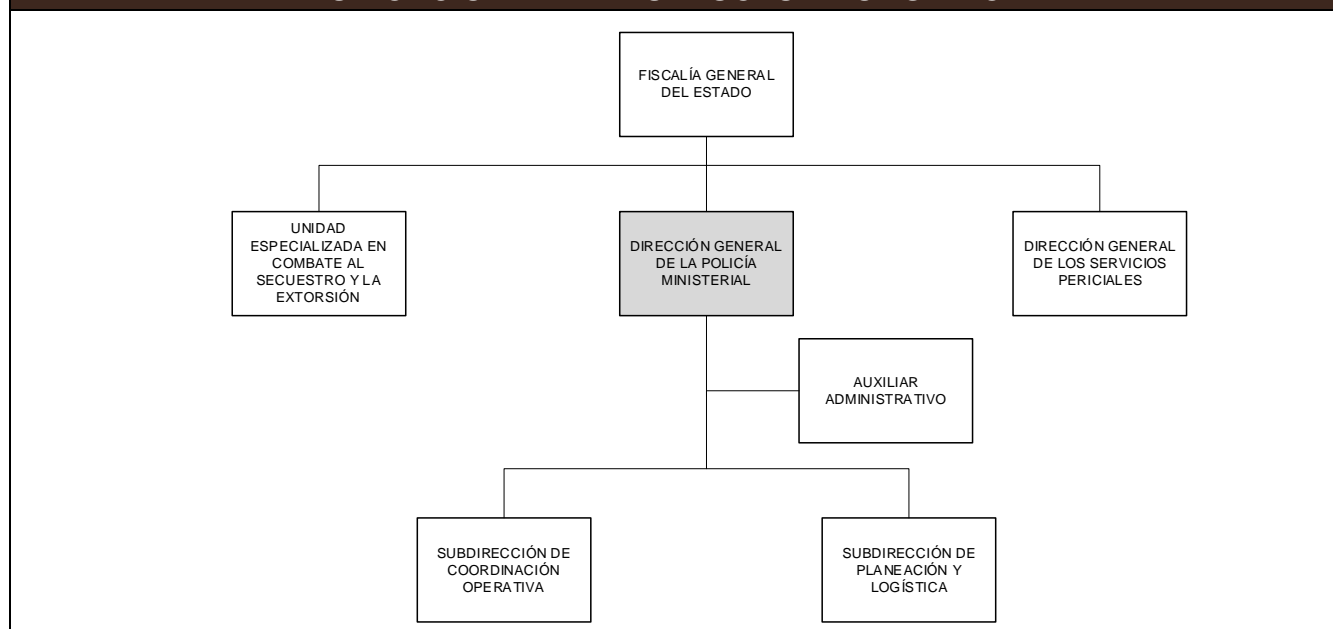 FISCALÍA GENERAL
DEL ESTADO
UNIDAD
ESPECIALIZADA EN
COMBATE AL
SECUESTRO Y LA
EXTORSIÓN
DIRECCIÓN GENERAL
DE LA POLICÍA
MINISTERIAL
DIRECCIÓN GENERAL
DE LOS SERVICIOS
PERICIALES
AUXILIAR
ADMINISTRATIVO
SUBDIRECCIÓN DE
COORDINACIÓN
OPERATIVA
SUBDIRECCIÓN DE
PLANEACIÓN Y
LOGÍSTICA